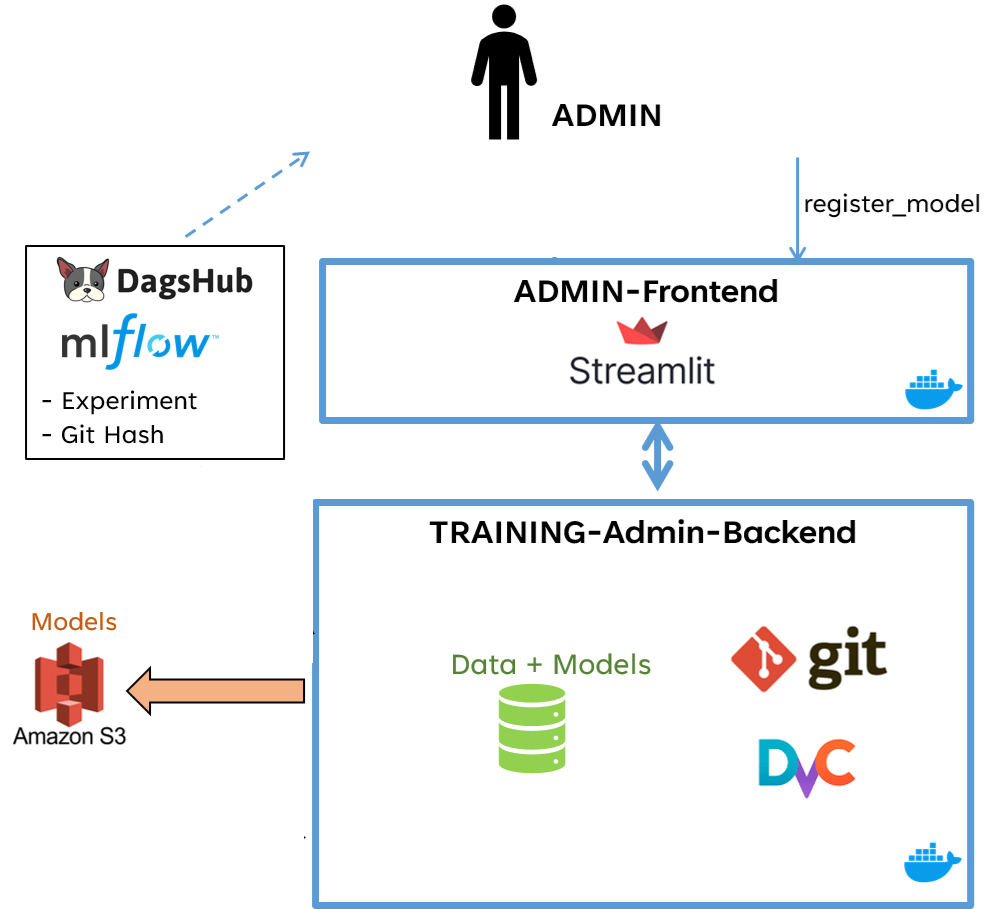 ADMIN
register_model
DagsHub
mlflow™
- Experiment
- Git Hash
ADMIN-Frontend
Streamlit
TRAINING-Admin-Backend
Models
Amazon S3
Data + Models
git
DVC